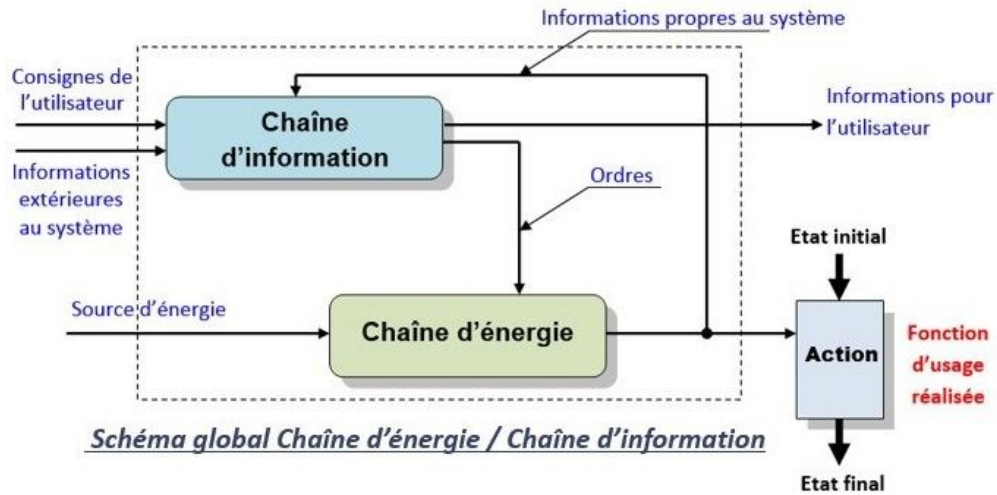 Informations propres au système
Consignes de
l'utilisateur
Chaîne
d'information
Informations pour
l'utilisateur
Informations
extérieures
au système
Ordres
Etat initial
Source d'énergie
Chaîne d'énergie
Action
Fonction
d'usage
réalisée
Schéma global Chaîne d'énergie / Chaîne d'information
Etat final